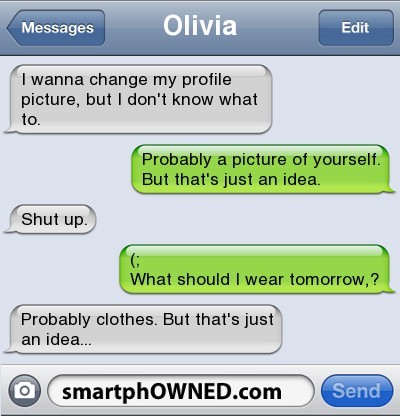 Messages
Olivia
Edit
I wanna change my profile
picture, but I don't know what
to.
Probably a picture of yourself.
But that's just an idea.
Shut up.
(;
What should I wear tomorrow,?
Probably clothes. But that's just
an idea...
smartphOWNED.com
Send